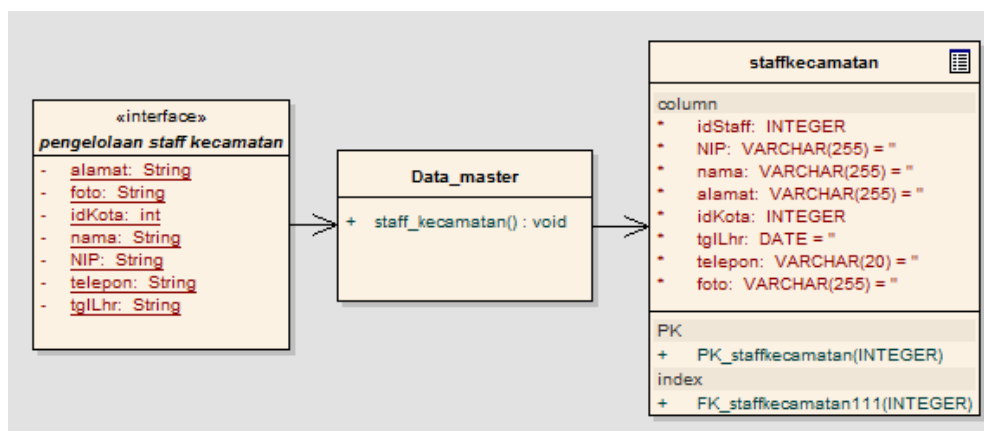 «interface»
pengelolaan staff kecamatan
- alamat: String
- foto: String
- idKota: int
- nama: String
- NIP: String
- telepon: String
- tglLhr: String
Data_master
+ staff_kecamatan() : void
staffkecamatan
column
* idStaff: INTEGER
* NIP: VARCHAR(255) = ''
* nama: VARCHAR(255) = ''
* alamat: VARCHAR(255) = ''
* idKota: INTEGER
* tglLhr: DATE = ''
* telepon: VARCHAR(20) = ''
* foto: VARCHAR(255) = ''
PK
+ PK_staffkecamatan(INTEGER)
index
+ FK_staffkecamatan111(INTEGER)